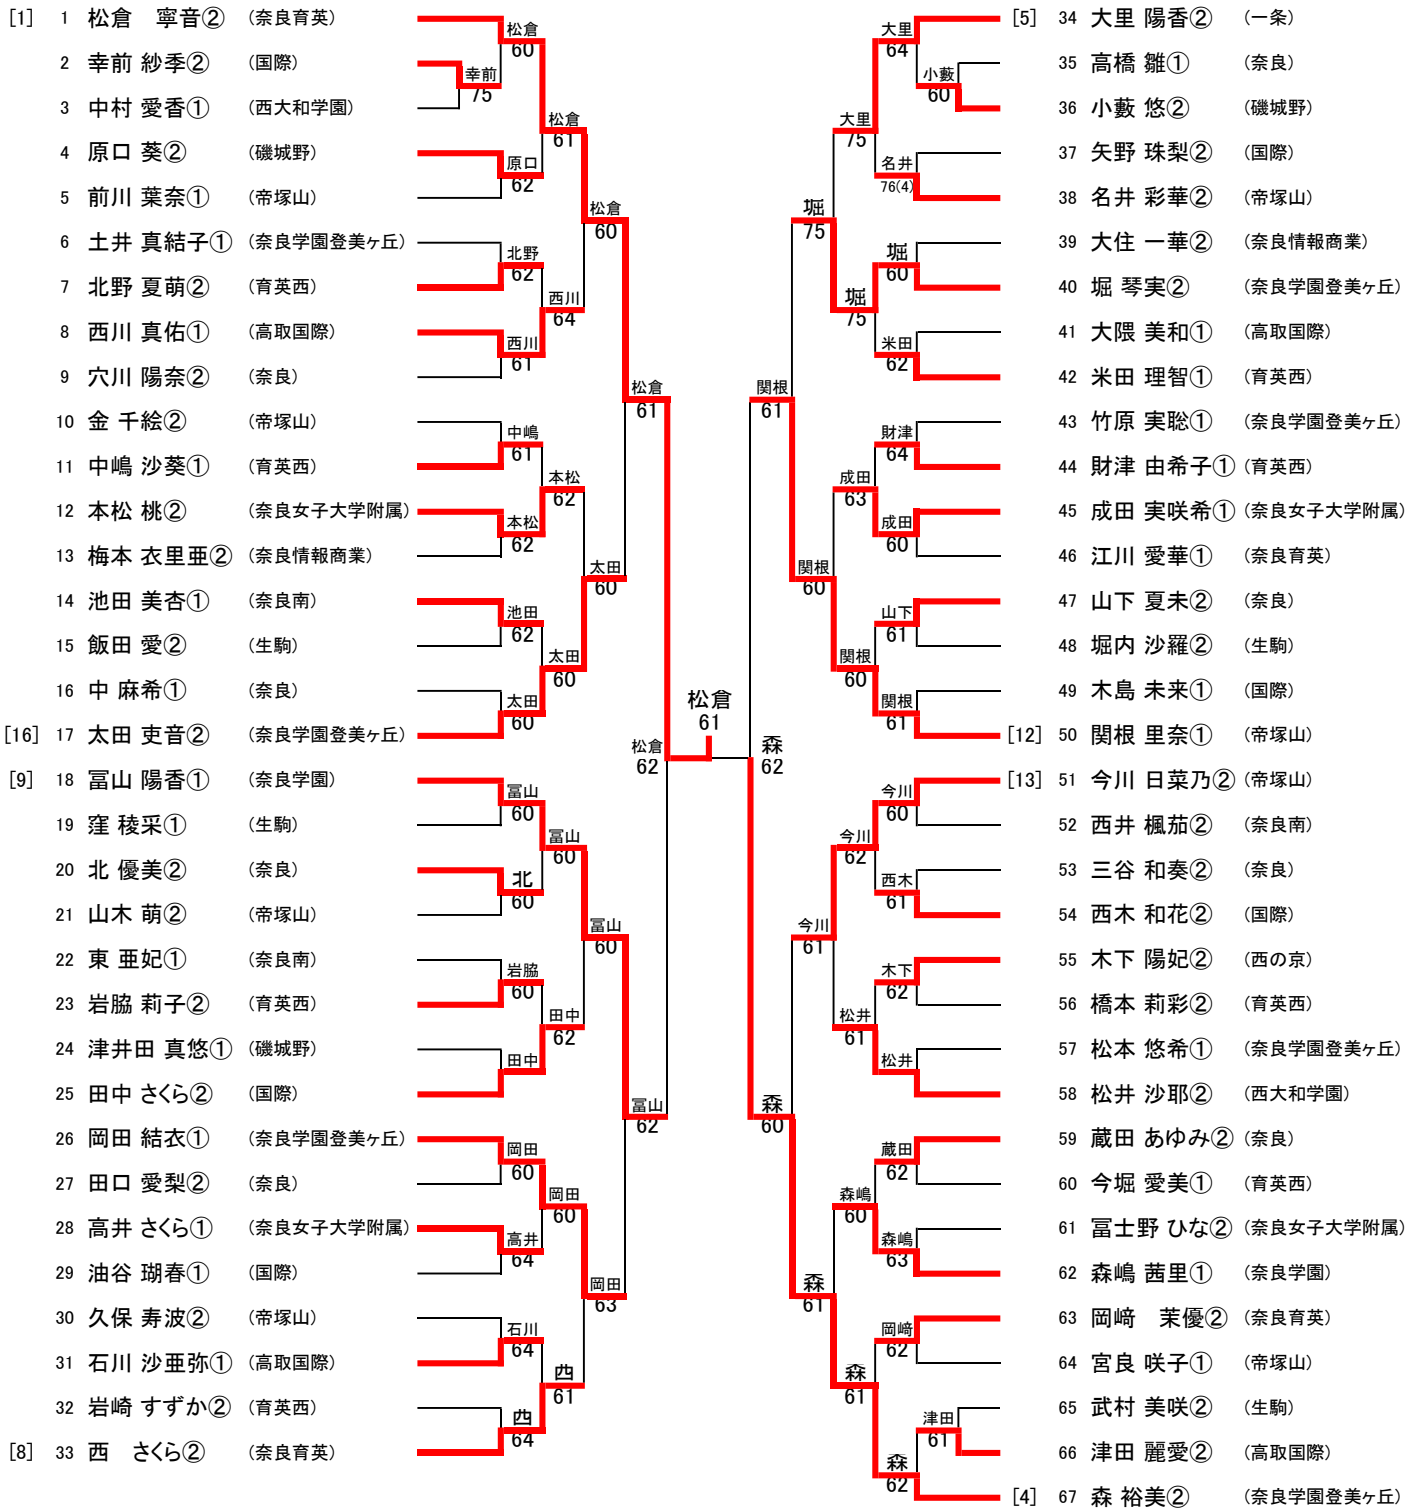 [1] 1 松倉　寧音② (奈良育英)
2 幸前 紗季② (国際)
3 中村 愛香① (西大和学園)
4 原口 葵② (磯城野)
5 前川 葉奈① (帝塚山)
6 土井 真結子① (奈良学園登美ヶ丘)
7 北野 夏萌② (育英西)
8 西川 真佑① (高取国際)
9 穴川 陽奈② (奈良)
10 金 千絵② (帝塚山)
11 中嶋 沙葵① (育英西)
12 本松 桃② (奈良女子大学附属)
13 梅本 衣里亜② (奈良情報商業)
14 池田 美杏① (奈良南)
15 飯田 愛② (生駒)
16 中 麻希① (奈良)
[16] 17 太田 吏音② (奈良学園登美ヶ丘)
[9] 18 冨山 陽香① (奈良学園)
19 窪 稜采① (生駒)
20 北 優美② (奈良)
21 山木 萌② (帝塚山)
22 東 亜妃① (奈良南)
23 岩脇 莉子② (育英西)
24 津井田 真悠① (磯城野)
25 田中 さくら② (国際)
26 岡田 結衣① (奈良学園登美ヶ丘)
27 田口 愛梨② (奈良)
28 高井 さくら① (奈良女子大学附属)
29 油谷 瑚春① (国際)
30 久保 寿波② (帝塚山)
31 石川 沙亜弥① (高取国際)
32 岩崎 すずか② (育英西)
[8] 33 西　さくら② (奈良育英)
松倉
60
幸前
75
原口
62
北野
62
西川
61
中嶋
61
本松
62
池田
62
太田
60
冨山
60
北
60
岩脇
60
田中
岡田
60
高井
64
石川
64
西
64
松倉
61
西川
64
本松
62
太田
60
冨山
60
田中
62
岡田
60
西
61
松倉
60
太田
60
冨山
60
岡田
63
松倉
61
冨山
62
松倉
62
松倉
61
森
62
関根
61
森
60
堀
75
関根
60
今川
61
森
61
大里
75
堀
75
成田
63
関根
60
今川
62
松井
61
森嶋
60
森
61
大里
64
小藪
60
名井
76(4)
堀
60
米田
62
財津
64
成田
60
山下
61
関根
61
今川
60
西木
61
木下
62
松井
蔵田
62
森嶋
63
岡﨑
62
津田
61
森
62
[5] 34 大里 陽香② (一条)
35 高橋 雛① (奈良)
36 小藪 悠② (磯城野)
37 矢野 珠梨② (国際)
38 名井 彩華② (帝塚山)
39 大住 一華② (奈良情報商業)
40 堀 琴実② (奈良学園登美ヶ丘)
41 大隈 美和① (高取国際)
42 米田 理智① (育英西)
43 竹原 実聡① (奈良学園登美ヶ丘)
44 財津 由希子① (育英西)
45 成田 実咲希① (奈良女子大学附属)
46 江川 愛華① (奈良育英)
47 山下 夏未② (奈良)
48 堀内 沙羅② (生駒)
49 木島 未来① (国際)
[12] 50 関根 里奈① (帝塚山)
[13] 51 今川 日菜乃② (帝塚山)
52 西井 楓茄② (奈良南)
53 三谷 和奏② (奈良)
54 西木 和花② (国際)
55 木下 陽妃② (西の京)
56 橋本 莉彩② (育英西)
57 松本 悠希① (奈良学園登美ヶ丘)
58 松井 沙耶② (西大和学園)
59 蔵田 あゆみ② (奈良)
60 今堀 愛美① (育英西)
61 冨士野 ひな② (奈良女子大学附属)
62 森嶋 茜里① (奈良学園)
63 岡﨑　茉優② (奈良育英)
64 宮良 咲子① (帝塚山)
65 武村 美咲② (生駒)
66 津田 麗愛② (高取国際)
[4] 67 森 裕美② (奈良学園登美ヶ丘)